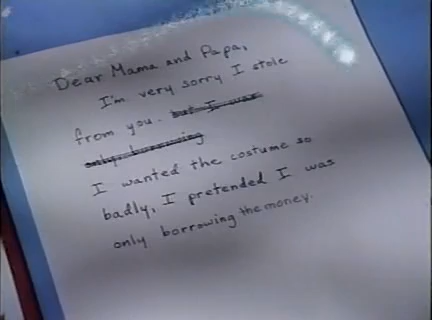 Dear Mama and Papa,
I'm very sorry I stole
from you. but I was
only borrowing
I wanted the costume so
badly, I pretended I was
only borrowing the money.